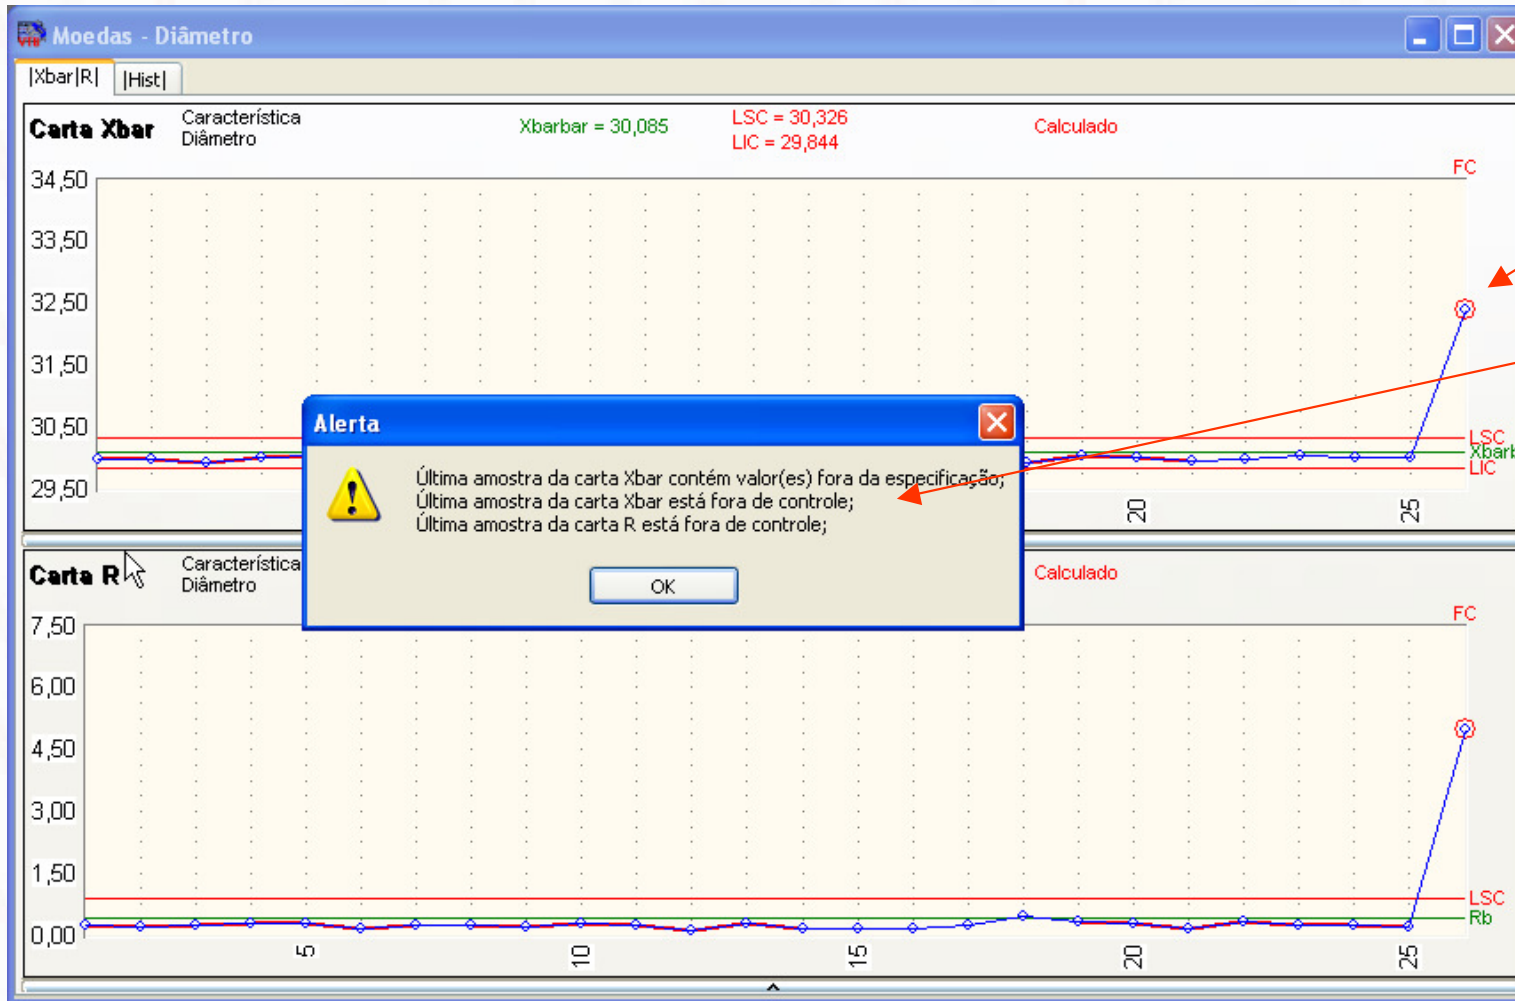 Moedas - Diâmetro
|Xbar|R| |Hist|
Carta Xbar
Característica
Diâmetro
Xbarbar = 30,085
LSC = 30,326
LIC = 29,844
Calculado
FC
34,50
33,50
32,50
31,50
30,50
29,50
LSC
Xbarb
LIC
20
25
Alerta
Última amostra da carta Xbar contém valor(es) fora da especificação;
Última amostra da carta Xbar está fora de controle;
Última amostra da carta R está fora de controle;
OK
Carta R
Característica
Diâmetro
Calculado
FC
7,50
6,00
4,50
3,00
1,50
0,00
LSC
Rb
5
10
15
20
25